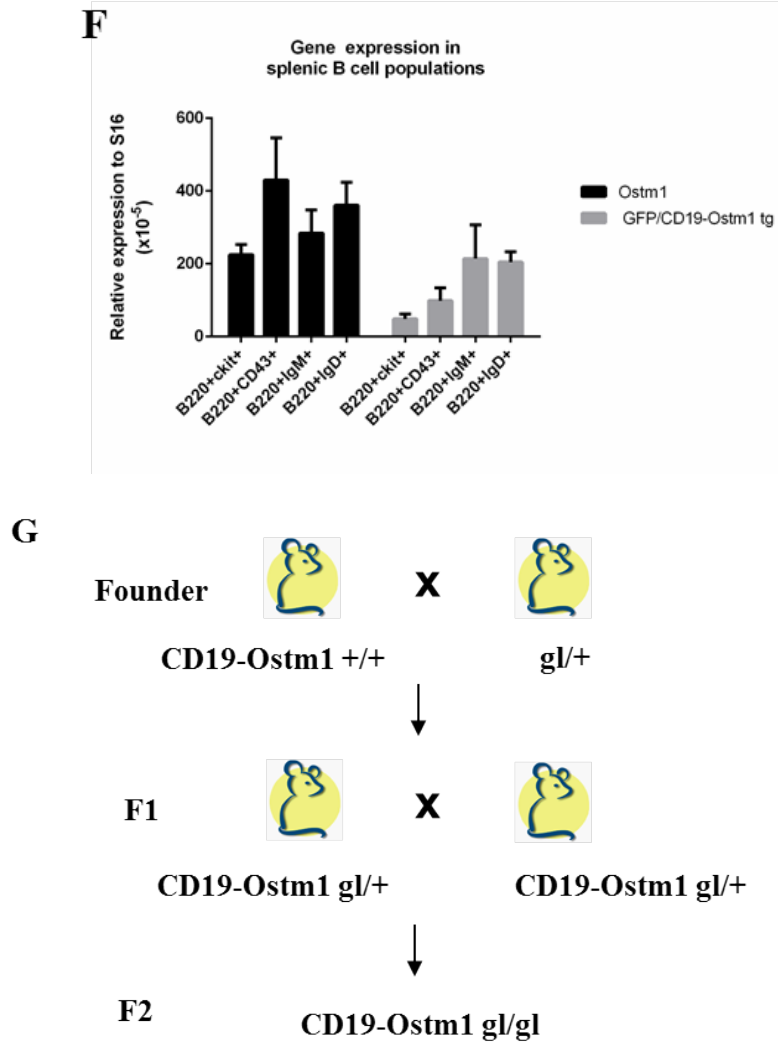 F
Gene expression in
splenic B cell populations
Relative expression to S16
(x10-5)
600
400
200
0
B220+ckit+
B220+CD43+
B220+IgM+
B220+IgD+
B220+ckit+
B220+CD43+
B220+IgM+
B220+IgD+
Ostm1
GFP/CD19-Ostm1 tg
G
Founder
X
CD19-Ostm1 +/+
gl/+
F1
X
CD19-Ostm1 gl/+
CD19-Ostm1 gl/+
F2
CD19-Ostm1 gl/gl